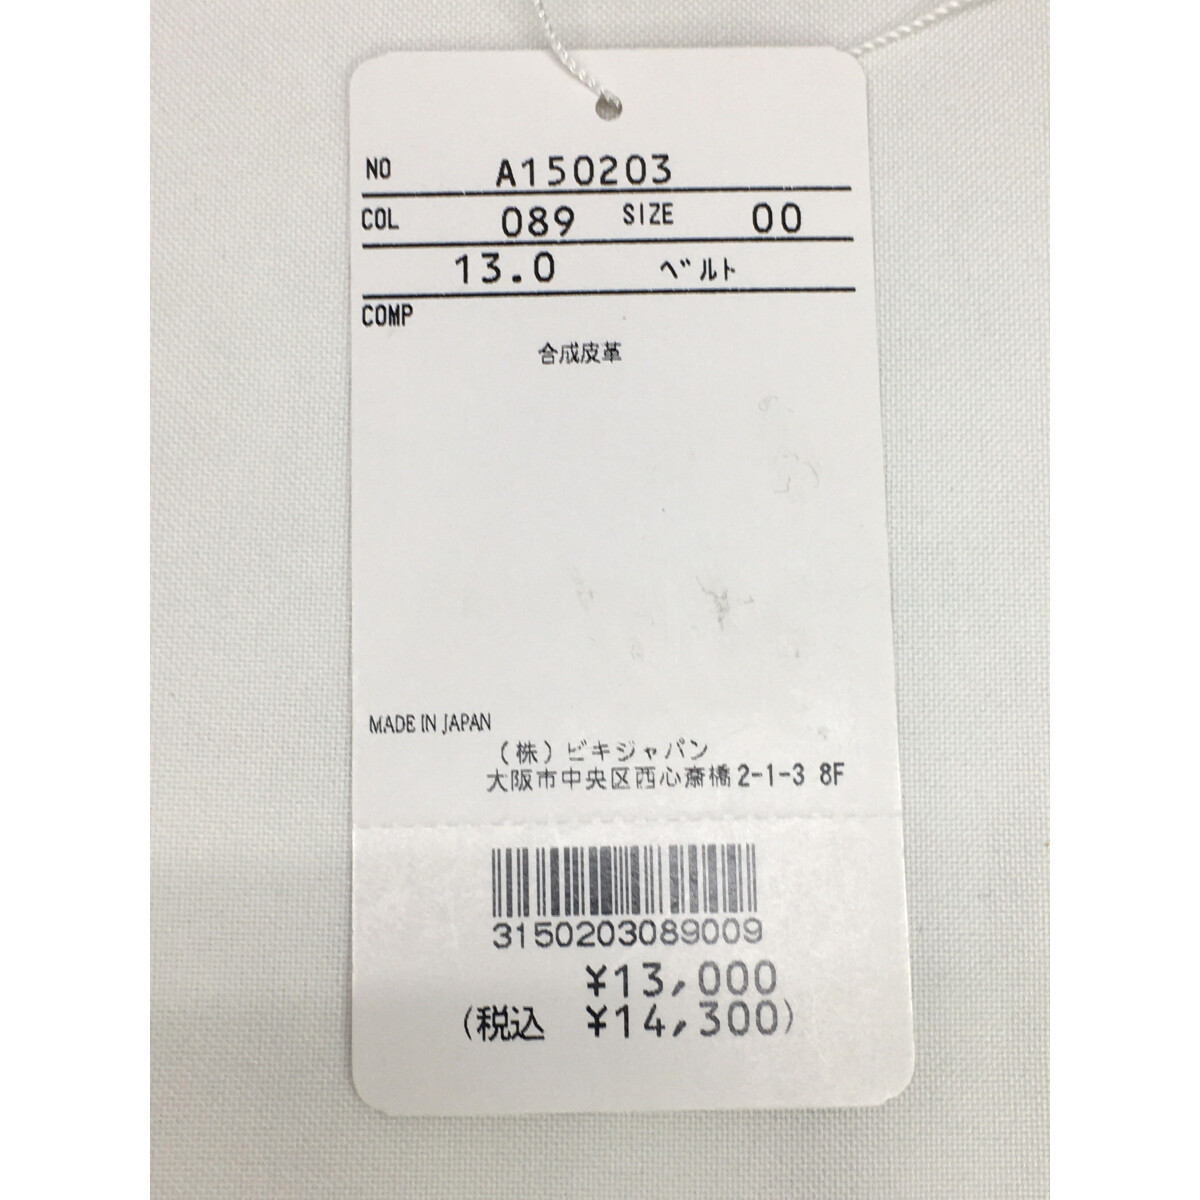 NO A150203
COL 089 SIZE 00
13.0 ベルト
COMP
合成皮革
MADE IN JAPAN
(株)ビキジャパン
大阪市中央区西心斎橋2-1-3 8F
3150203089009
¥13,000
(税込 ¥14,300)